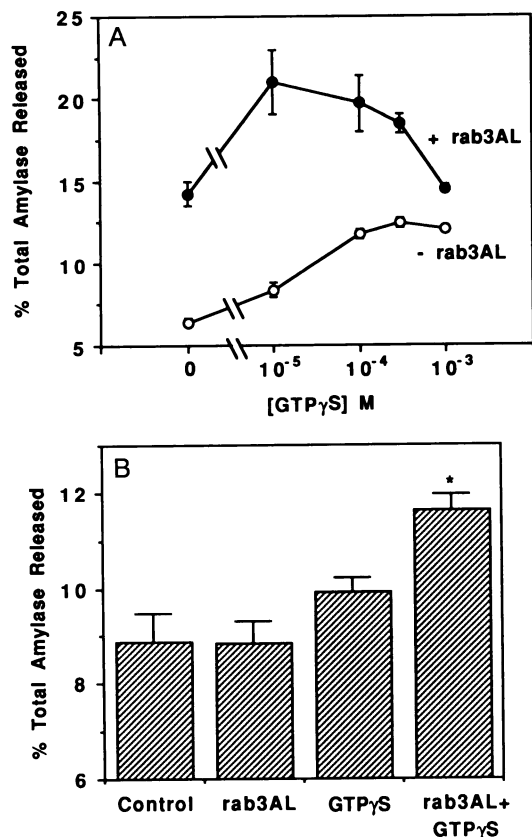 A
% Total Amylase Released
25
20
15
10
5
+ rab3AL
- rab3AL
0 10⁻⁵ 10⁻⁴ 10⁻³
[GTPγS] M
B
% Total Amylase Released
12
10
8
6
*
Control rab3AL GTPγS rab3AL+
GTPγS